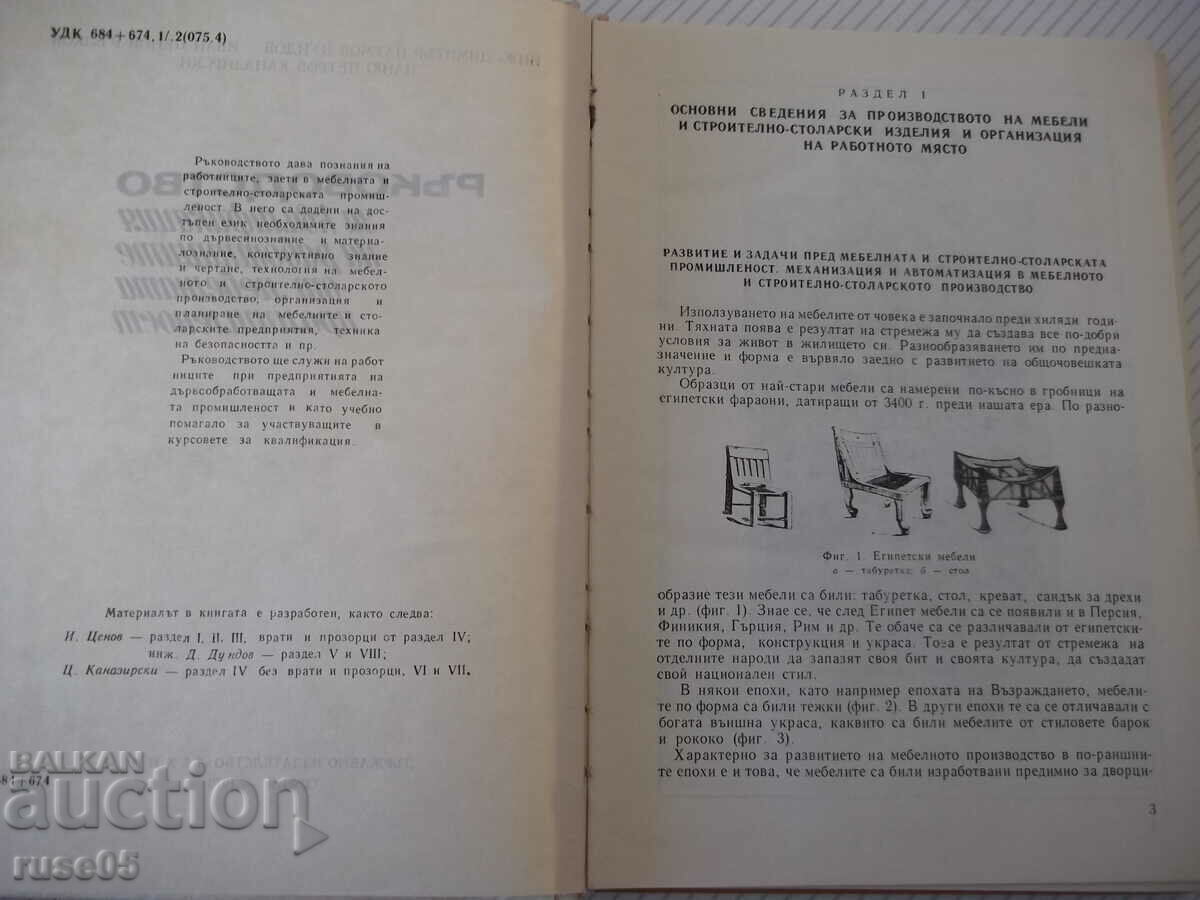 УДК 684+674.1/.2(075.4)
Ръководството дава познания на
работниците, заети в мебелната и
строително-столарската промиш-
леност. В него са дадени на дос-
тъпен език необходимите знания
по дървесинознание и материа-
лознание, конструктивно знание
и чертане, технология на мебел-
ното и строително-столарското
производство, организация и
планиране на мебелните и сто-
ларските предприятия, техника
на безопасността и пр.
Ръководството ще служи на работ
ниците при предприятията на
дървообработващата и мебелна-
та промишленост и като учебно
помагало за участвуващите в
курсовете за квалификация.
Материалът в книгата е разработен, както следва:
И. Ценов — раздел I, II, III, врати и прозорци от раздел IV;
инж. Д. Дундов — раздел V и VIII;
Ц. Каназирски — раздел IV без врати и прозорци, VI и VII.
84+674
РАЗДЕЛ 1
ОСНОВНИ СВЕДЕНИЯ ЗА ПРОИЗВОДСТВОТО НА МЕБЕЛИ
И СТРОИТЕЛНО-СТОЛАРСКИ ИЗДЕЛИЯ И ОРГАНИЗАЦИЯ
НА РАБОТНОТО МЯСТО
РАЗВИТИЕ И ЗАДАЧИ ПРЕД МЕБЕЛНАТА И СТРОИТЕЛНО-СТОЛАРСКАТА
ПРОМИШЛЕНОСТ. МЕХАНИЗАЦИЯ И АВТОМАТИЗАЦИЯ В МЕБЕЛНОТО
И СТРОИТЕЛНО-СТОЛАРСКОТО ПРОИЗВОДСТВО
Използуването на мебелите от човека е започнало преди хиляди годи-
ни. Тяхната поява е резултат на стремежа му да създава все по-добри
условия за живот в жилището си. Разнообразяването им по предна-
значение и форма е вървяло заедно с развитието на общочовешката
култура.
Образци от най-стари мебели са намерени по-късно в гробници на
египетски фараони, датиращи от 3400 г. преди нашата ера. По разно-
Фиг. 1. Египетски мебели
а — табуретка; б — стол
образие тези мебели са били: табуретка, стол, креват, сандък за дрехи
и др. (фиг. 1). Знае се, че след Египет мебели са се появили и в Персия,
Финикия, Гърция, Рим и др. Те обаче са се различавали от египетски-
те по форма, конструкция и украса. Това е резултат от стремежа на
отделните народи да запазят своя бит и своята култура, да създадат
свой национален стил.
В някои епохи, като например епохата на Възраждането, мебели-
те по форма са били тежки (фиг. 2). В други епохи те са се отличавали с
богата външна украса, каквито са били мебелите от стиловете барок
и рококо (фиг. 3).
Характерно за развитието на мебелното производство в по-ранни-
те епохи е и това, че мебелите са били изработвани предимно за дворци-
3
BALKAN
auction
ruse05